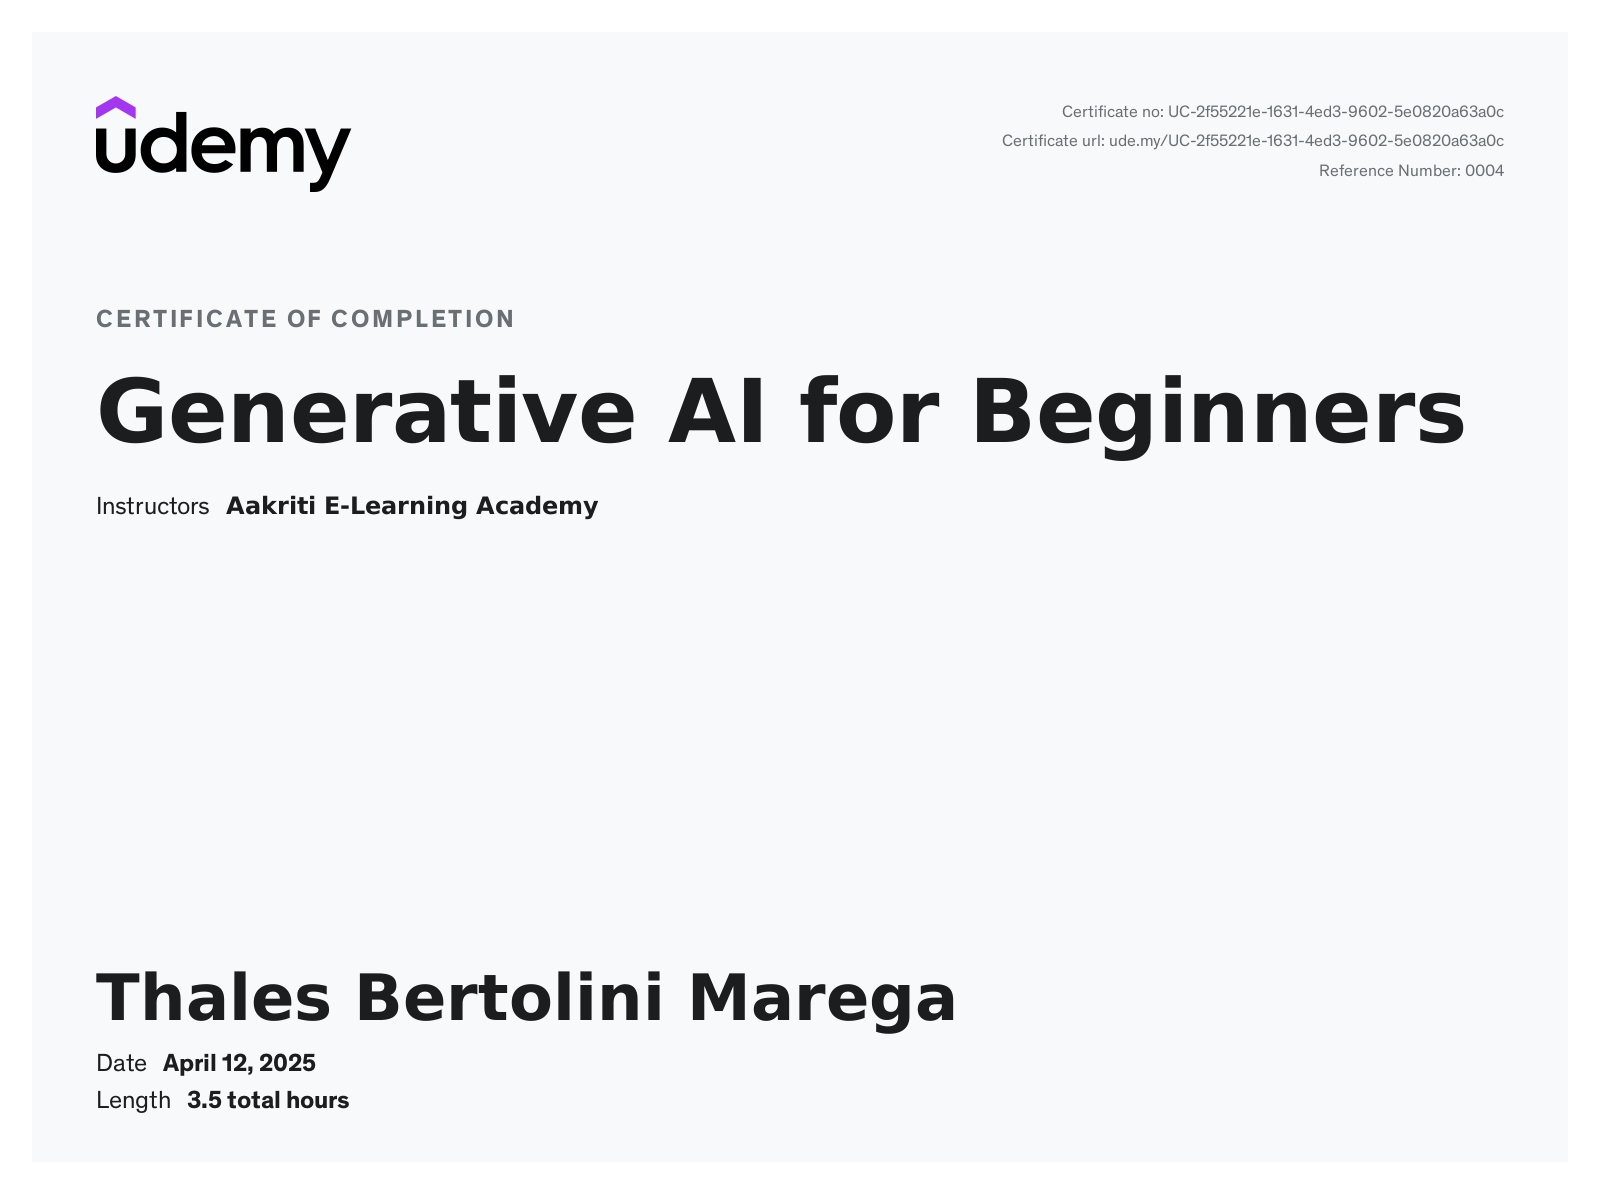 udemy
Certificate no: UC-2f55221e-1631-4ed3-9602-5e0820a63a0c
Certificate url: ude.my/UC-2f55221e-1631-4ed3-9602-5e0820a63a0c
Reference Number: 0004
CERTIFICATE OF COMPLETION
Generative AI for Beginners
Instructors Aakriti E-Learning Academy
Thales Bertolini Marega
Date April 12, 2025
Length 3.5 total hours